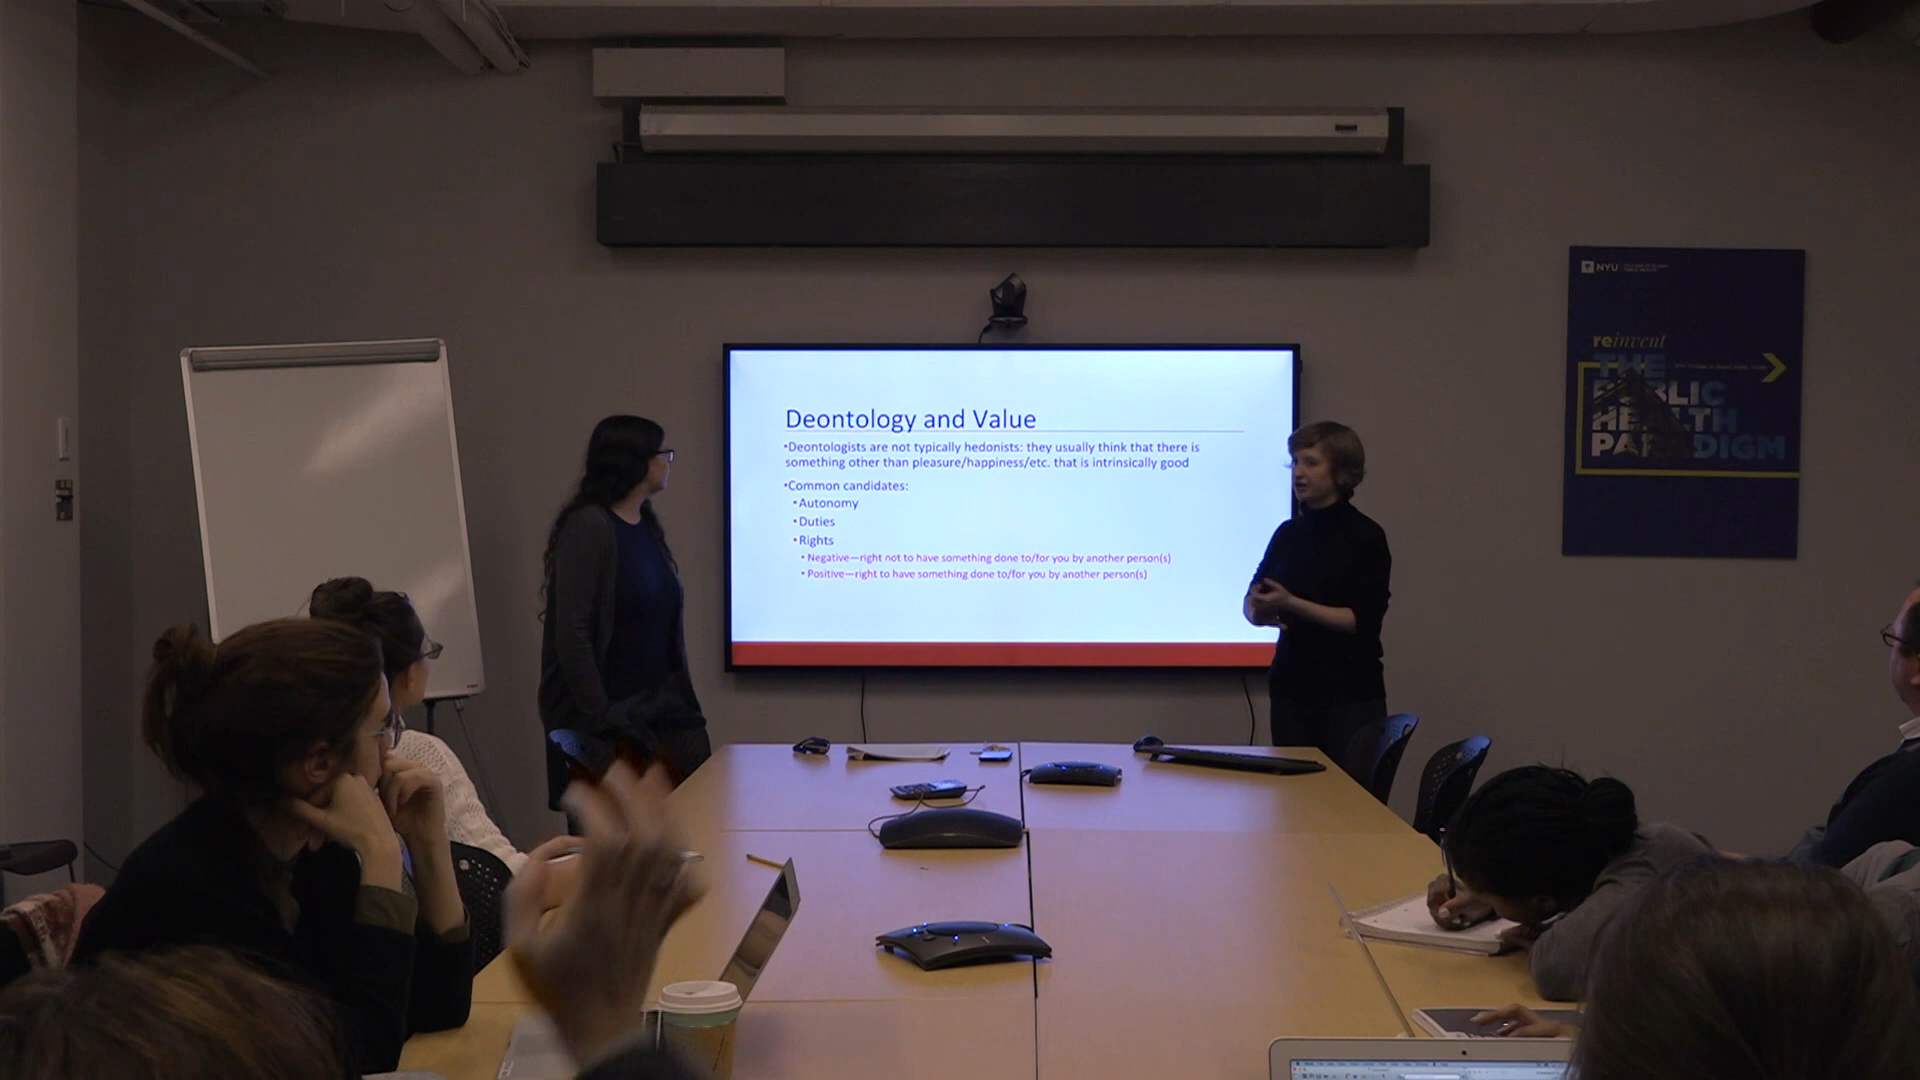 Deontology and Value
•Deontologists are not typically hedonists: they usually think that there is
something other than pleasure/happiness/etc. that is intrinsically good
•Common candidates:
•Autonomy
•Duties
•Rights
•Negative—right not to have something done to/for you by another person(s)
•Positive—right to have something done to/for you by another person(s)
NYU
reinvent
THE
PUBLIC
HEALTH
PARADIGM